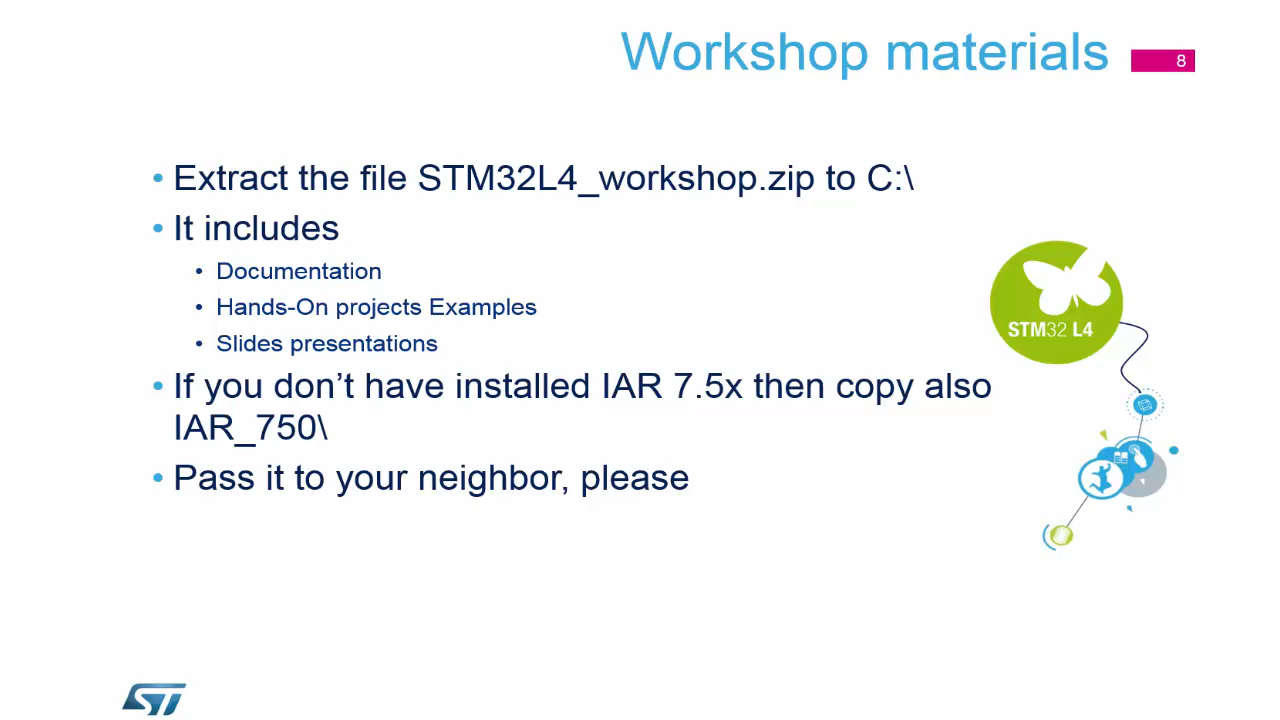 Workshop materials
8
• Extract the file STM32L4_workshop.zip to C:\
• It includes
• Documentation
• Hands-On projects Examples
• Slides presentations
• If you don’t have installed IAR 7.5x then copy also
IAR_750\
• Pass it to your neighbor, please
STM32 L4
ST